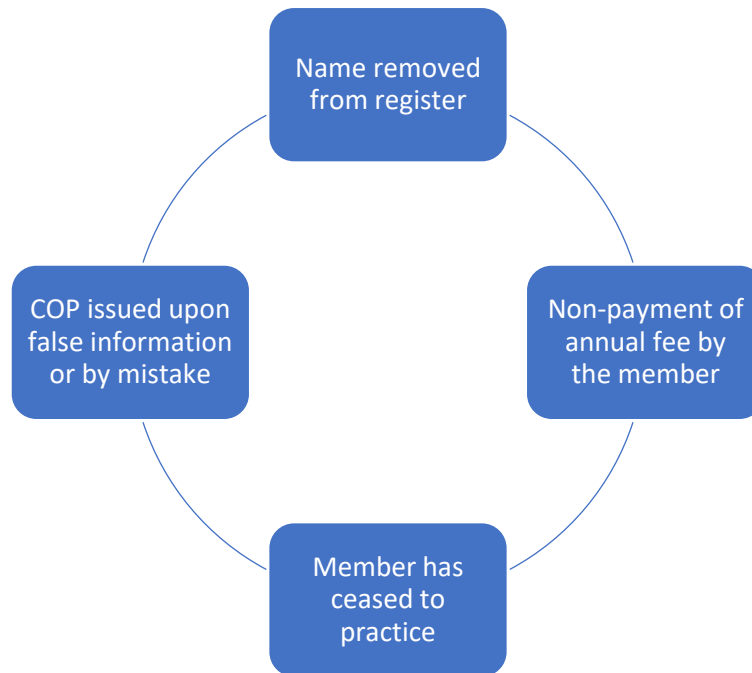 Name removed
from register
COP issued upon
false information
or by mistake
Non-payment of
annual fee by
the member
Member has
ceased to
practice